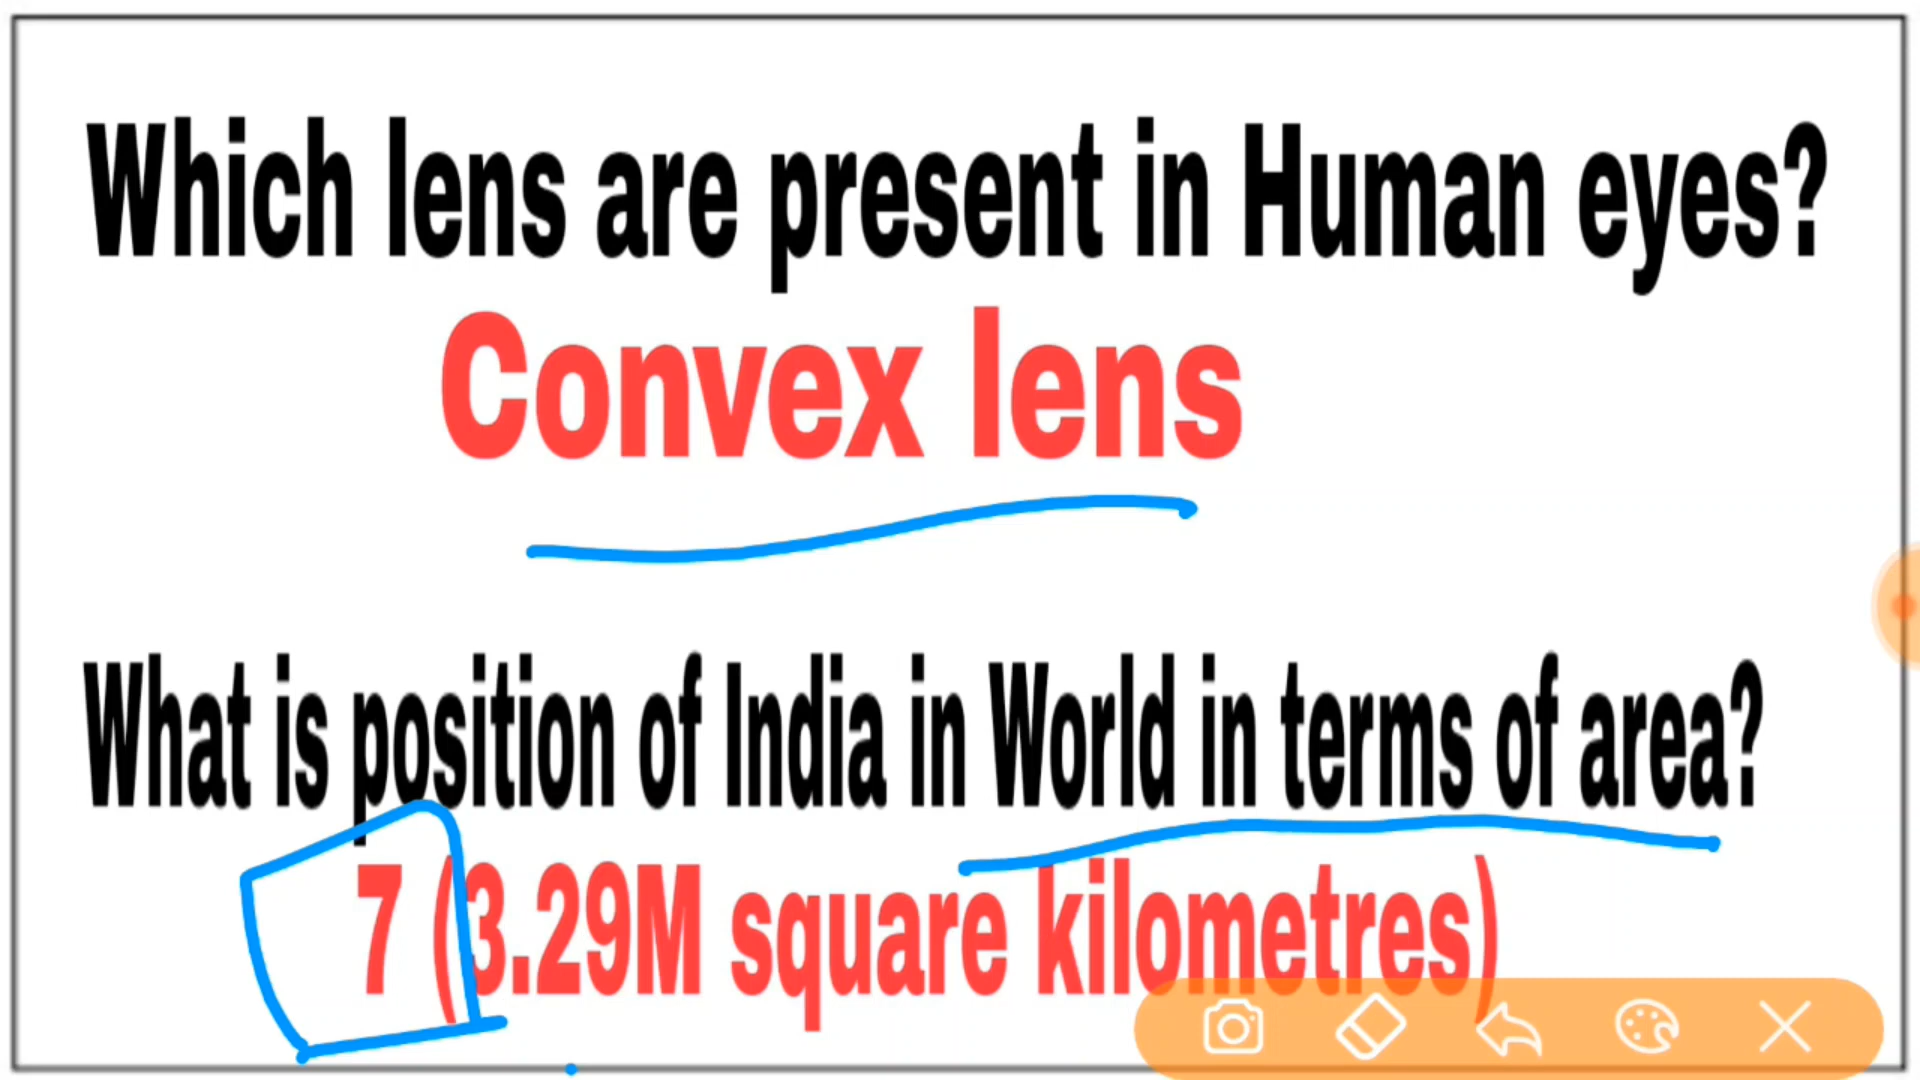 Which lens are present in Human eyes?
Convex lens
What is position of India in World in terms of area?
7 (3.29M square kilometres)